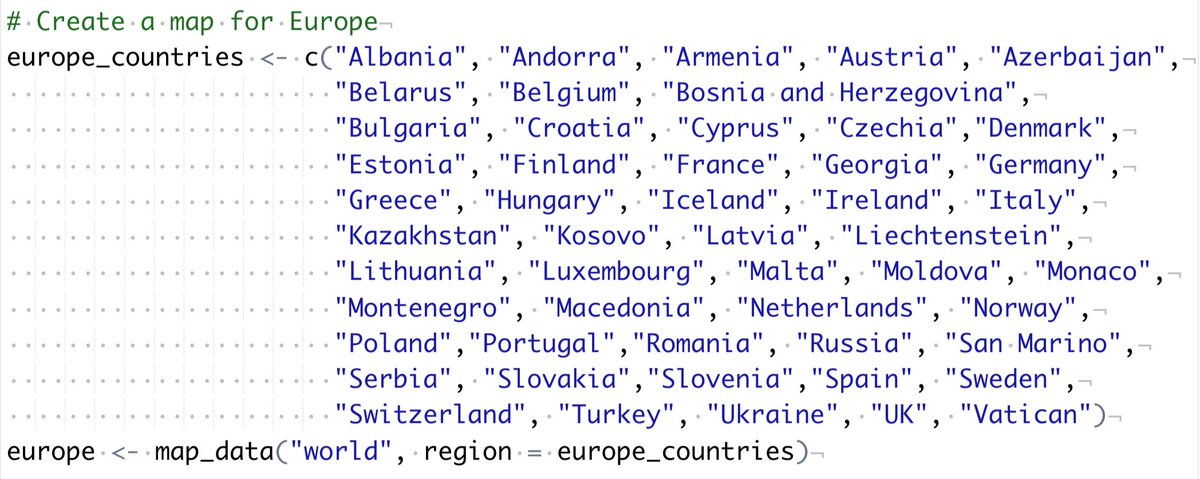 # Create a map for Europe
europe_countries <- c("Albania", "Andorra", "Armenia", "Austria", "Azerbaijan",
"Belarus", "Belgium", "Bosnia and Herzegovina",
"Bulgaria", "Croatia", "Cyprus", "Czechia","Denmark",
"Estonia", "Finland", "France", "Georgia", "Germany",
"Greece", "Hungary", "Iceland", "Ireland", "Italy",
"Kazakhstan", "Kosovo", "Latvia", "Liechtenstein",
"Lithuania", "Luxembourg", "Malta", "Moldova", "Monaco",
"Montenegro", "Macedonia", "Netherlands", "Norway",
"Poland","Portugal","Romania", "Russia", "San Marino",
"Serbia", "Slovakia","Slovenia","Spain", "Sweden",
"Switzerland", "Turkey", "Ukraine", "UK", "Vatican")
europe <- map_data("world", region = europe_countries)